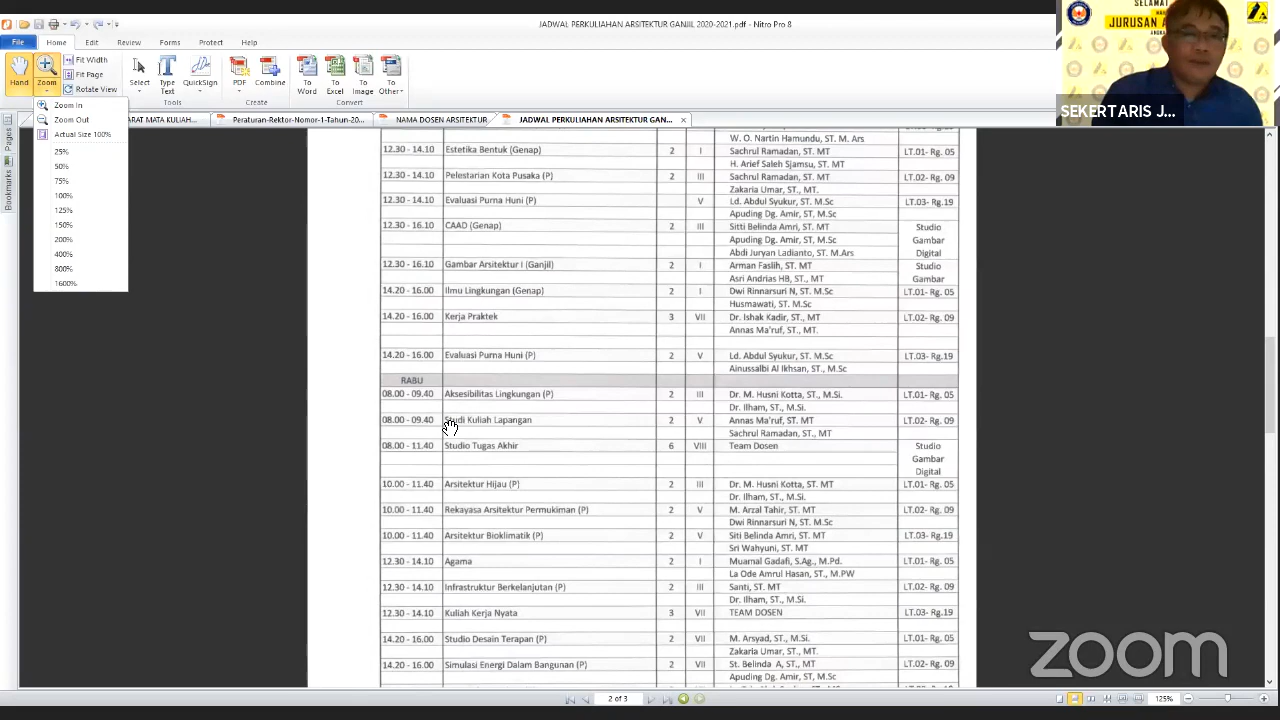 JADWAL PERKULIAHAN ARSITEKTUR GANJIL 2020-2021.pdf - Nitro Pro 8
SELAMAT
JURUSAN A
File Home Edit Review Forms Protect Help
Hand
Zoom
Fit Width
Fit Page
Rotate View
Select
Type Text
QuickSign
PDF
Combine
To Word
To Excel
To Image
To Other
Tools
Create
Convert
Zoom In
Zoom Out
Actual Size 100%
25%
50%
75%
100%
125%
150%
200%
400%
800%
1600%
Pages
Bookmarks
SEKERTARIS J...
ARAT MATA KULIAH... Peraturan-Rektor-Nomor-1-Tahun-20... NAMA DOSEN ARSITEKTUR JADWAL PERKULIAHAN ARSITEKTUR GAN...
W. O. Nartin Hamundu, ST. M. Ars
12.30 - 14.10 Estetika Bentuk (Genap) 2 I Sachrul Ramadan, ST. MT LT.01- Rg. 05
H. Arief Saleh Sjamsu, ST. MT
12.30 - 14.10 Pelestarian Kota Pusaka (P) 2 III Sachrul Ramadan, ST. MT LT.02- Rg. 09
Zakaria Umar, ST., MT.
12.30 - 14.10 Evaluasi Purna Huni (P) V Ld. Abdul Syukur, ST. M.Sc LT.03- Rg.19
Apuding Dg. Amir, ST, M.Sc
12.30 - 16.10 CAAD (Genap) 2 III Sitti Belinda Amri, ST. MT Studio
Apuding Dg. Amir, ST, M.Sc Gambar
Abdi Juryan Ladianto, ST. M.Ars Digital
12.30 - 16.10 Gambar Arsitektur I (Ganjil) 2 I Arman Faslih, ST. MT Studio
Asri Andrias HB, ST., MT Gambar
14.20 - 16.00 Ilmu Lingkungan (Genap) 2 I Dwi Rinnarsuri N, ST. M.Sc LT.01- Rg. 05
Husmawati, ST. M.Sc
14.20 - 16.00 Kerja Praktek 3 VII Dr. Ishak Kadir, ST., MT LT.02- Rg. 09
Annas Ma'ruf, ST., MT.
14.20 - 16.00 Evaluasi Purna Huni (P) 2 V Ld. Abdul Syukur, ST. M.Sc LT.03- Rg.19
Ainussalbi Al Ikhsan, ST., M.Sc
RABU
08.00 - 09.40 Aksesibilitas Lingkungan (P) 2 III Dr. M. Husni Kotta, ST., M.Si. LT.01- Rg. 05
Dr. Ilham, ST., M.Si.
08.00 - 09.40 Studi Kuliah Lapangan 2 V Annas Ma'ruf, ST. MT LT.02- Rg. 09
Sachrul Ramadan, ST., MT
08.00 - 11.40 Studio Tugas Akhir 6 VIII Team Dosen Studio
Gambar
Digital
10.00 - 11.40 Arsitektur Hijau (P) 2 III Dr. M. Husni Kotta, ST. MT LT.01- Rg. 05
Dr. Ilham, ST., M.Si.
10.00 - 11.40 Rekayasa Arsitektur Permukiman (P) 2 V M. Arzal Tahir, ST. MT LT.02- Rg. 09
Dwi Rinnarsuri N, ST. M.Sc
10.00 - 11.40 Arsitektur Bioklimatik (P) 2 V Siti Belinda Amri, ST. MT LT.03- Rg.19
Sri Wahyuni, ST. MT
12.30 - 14.10 Agama 2 I Muamal Gadafi, S.Ag., M.Pd. LT.01- Rg. 05
La Ode Amrul Hasan, ST., M.PW
12.30 - 14.10 Infrastruktur Berkelanjutan (P) 2 III Santi, ST. MT LT.02- Rg. 09
Dr. Ilham, ST., M.Si.
12.30 - 14.10 Kuliah Kerja Nyata 3 VII TEAM DOSEN LT.03- Rg.19
14.20 - 16.00 Studio Desain Terapan (P) 2 VII M. Arsyad, ST., M.Si. LT.01- Rg. 05
Zakaria Umar, ST., MT.
14.20 - 16.00 Simulasi Energi Dalam Bangunan (P) 2 VII St. Belinda A, ST., MT LT.02- Rg. 09
Apuding Dg. Amir, ST, M.Sc
zoom
2 of 3
125%